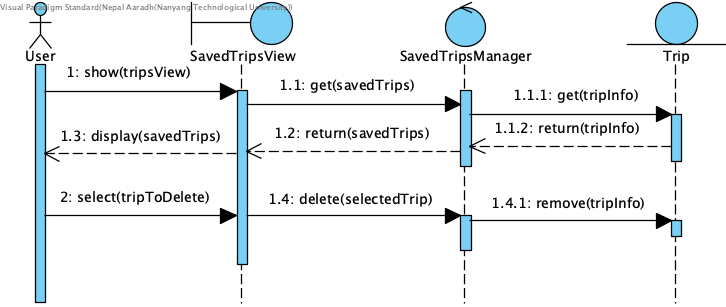 Visual Paradigm Standard(Nepal Aaradh(Nanyang Technological University))
User
SavedTripsView
SavedTripsManager
Trip
1: show(tripsView)
1.1: get(savedTrips)
1.1.1: get(tripInfo)
1.1.2: return(tripInfo)
1.2: return(savedTrips)
1.3: display(savedTrips)
2: select(tripToDelete)
1.4: delete(selectedTrip)
1.4.1: remove(tripInfo)